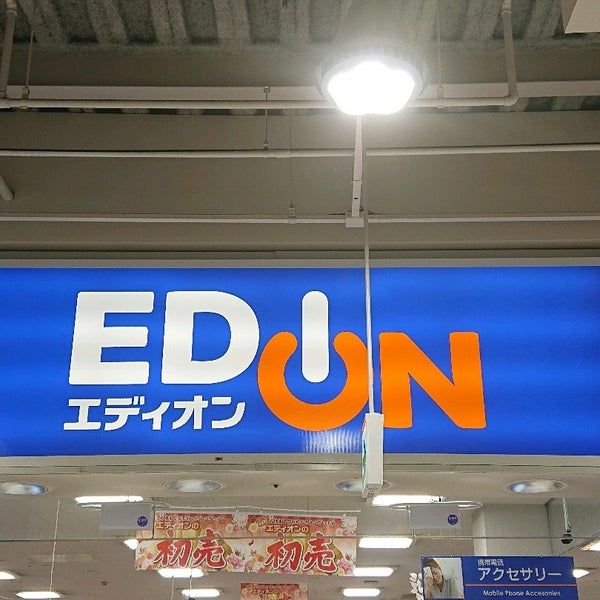 EDION
エディオン
エディオンの
初売
エディオンの
初売
携帯電話
アクセサリー
Mobile Phone Accessories